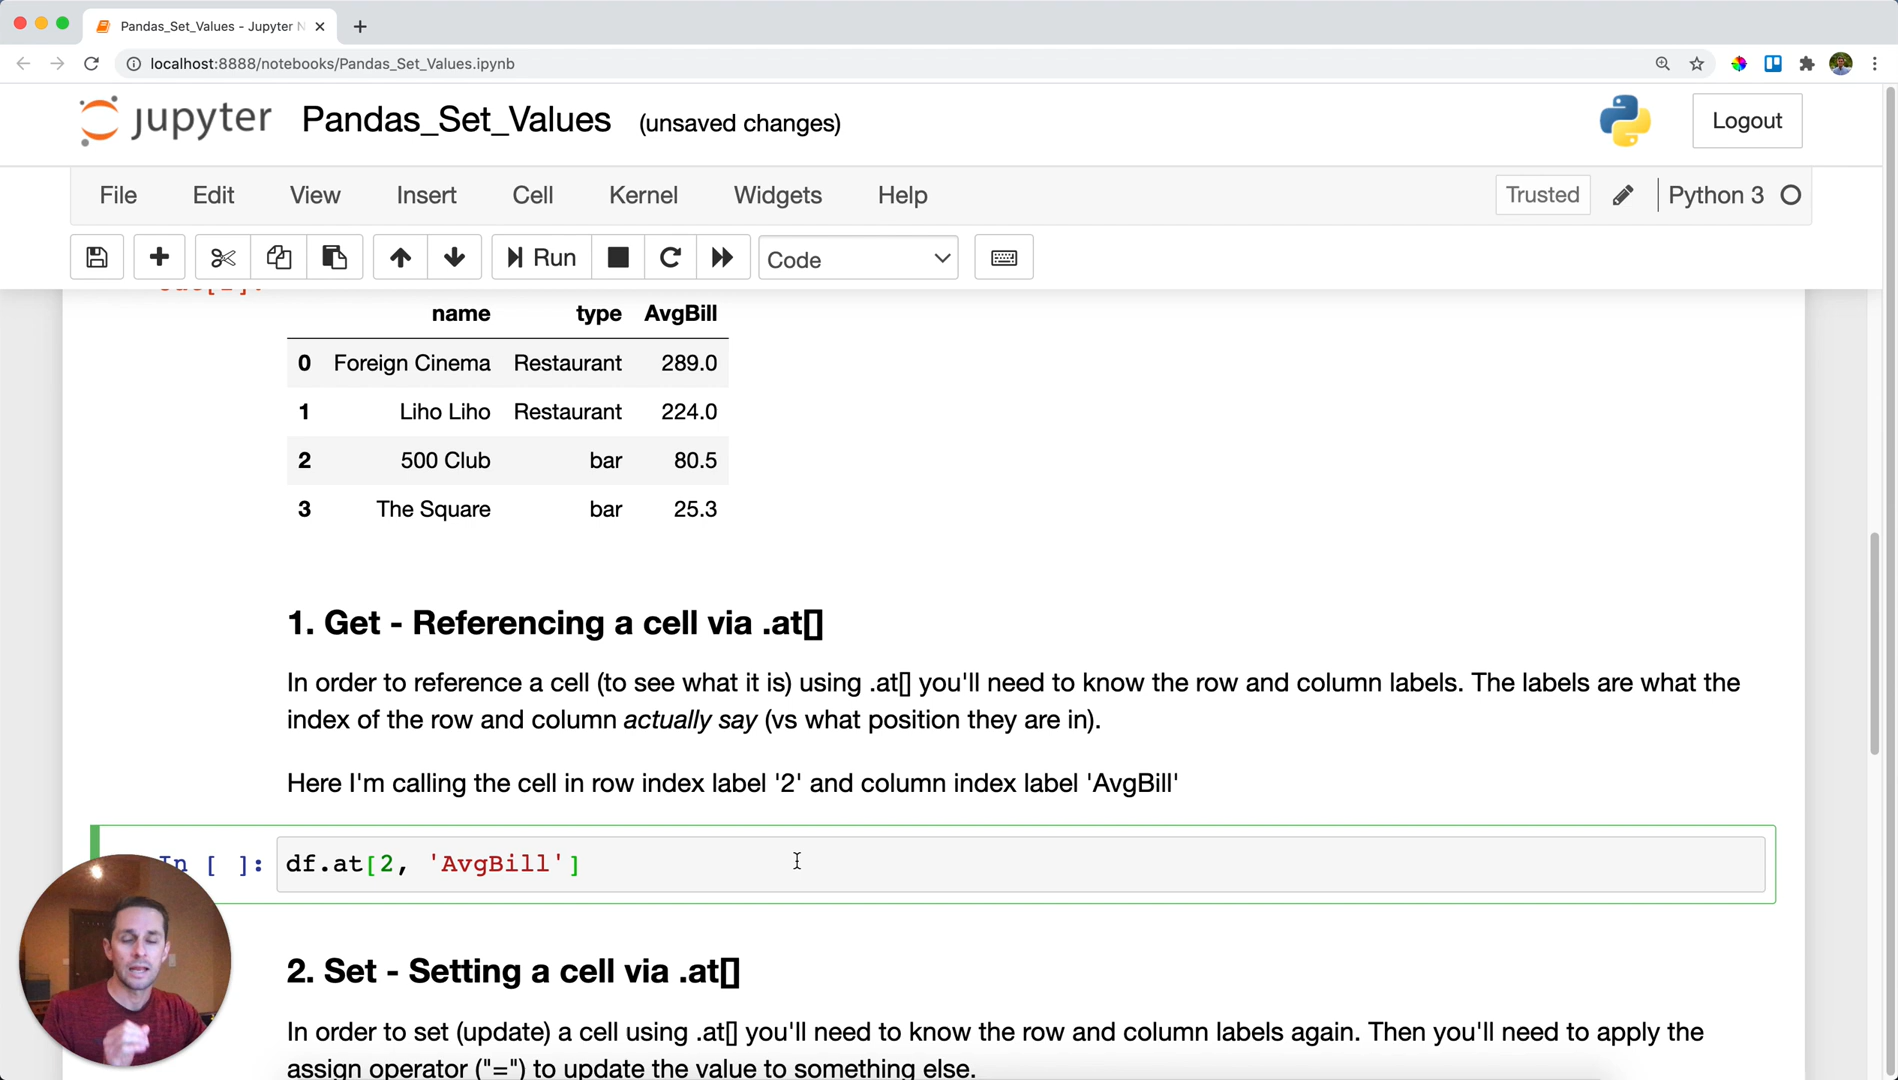 Pandas_Set_Values - Jupyter N
localhost:8888/notebooks/Pandas_Set_Values.ipynb
jupyter Pandas_Set_Values (unsaved changes) Logout
File Edit View Insert Cell Kernel Widgets Help Trusted Python 3
Run Code
name type AvgBill
0 Foreign Cinema Restaurant 289.0
1 Liho Liho Restaurant 224.0
2 500 Club bar 80.5
3 The Square bar 25.3
1. Get - Referencing a cell via .at[]
In order to reference a cell (to see what it is) using .at[] you'll need to know the row and column labels. The labels are what the
index of the row and column actually say (vs what position they are in).
Here I'm calling the cell in row index label '2' and column index label 'AvgBill'
In [ ]: df.at[2, 'AvgBill']
2. Set - Setting a cell via .at[]
In order to set (update) a cell using .at[] you'll need to know the row and column labels again. Then you'll need to apply the
assign operator ("=") to update the value to something else.